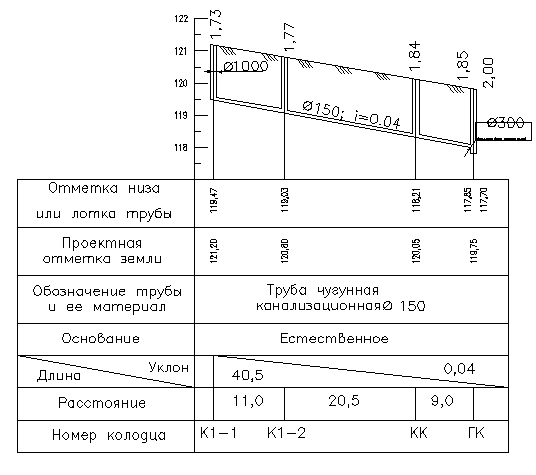 122
121
120
119
118
1,73
1,77
1,84
1,85
2,00
Ø1000
Ø150; i=0.04
Ø300
Отметка низа
или лотка трубы
119,47
119,03
118,21
117,85
117,70
Проектная
отметка земли
121,20
120,80
120,05
119,75
Обозначение трубы
и ее материал
Труба чугунная
канализационнаяØ 150
Основание
Естественное
Уклон
Длина
40,5
0,04
Расстояние
11,0
20,5
9,0
Номер колодца
К1-1
К1-2
КК
ГК